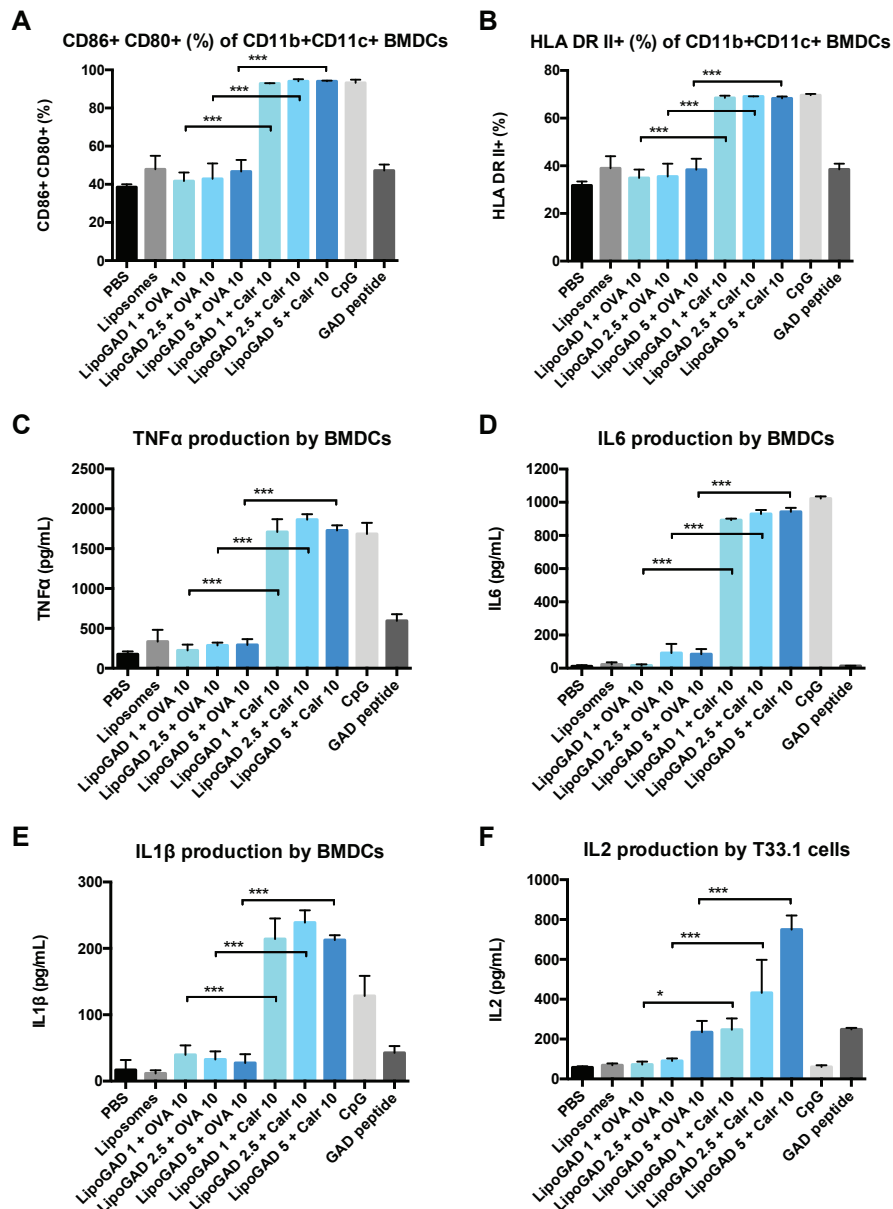 A
CD86+ CD80+ (%) of CD11b+CD11c+ BMDCs
CD86+ CD80+ (%)
100
80
60
40
20
0
***
***
***
PBS
Liposomes
LipoGAD 1 + OVA 10
LipoGAD 2.5 + OVA 10
LipoGAD 5 + OVA 10
LipoGAD 1 + Calr 10
LipoGAD 2.5 + Calr 10
LipoGAD 5 + Calr 10
CpG
GAD peptide
B
HLA DR II+ (%) of CD11b+CD11c+ BMDCs
HLA DR II+ (%)
80
60
40
20
0
***
***
***
PBS
Liposomes
LipoGAD 1 + OVA 10
LipoGAD 2.5 + OVA 10
LipoGAD 5 + OVA 10
LipoGAD 1 + Calr 10
LipoGAD 2.5 + Calr 10
LipoGAD 5 + Calr 10
CpG
GAD peptide
C
TNFα production by BMDCs
TNFα (pg/mL)
2500
2000
1500
1000
500
0
***
***
***
PBS
Liposomes
LipoGAD 1 + OVA 10
LipoGAD 2.5 + OVA 10
LipoGAD 5 + OVA 10
LipoGAD 1 + Calr 10
LipoGAD 2.5 + Calr 10
LipoGAD 5 + Calr 10
CpG
GAD peptide
D
IL6 production by BMDCs
IL6 (pg/mL)
1000
800
600
400
200
0
***
***
***
PBS
Liposomes
LipoGAD 1 + OVA 10
LipoGAD 2.5 + OVA 10
LipoGAD 5 + OVA 10
LipoGAD 1 + Calr 10
LipoGAD 2.5 + Calr 10
LipoGAD 5 + Calr 10
CpG
GAD peptide
E
IL1β production by BMDCs
IL1β (pg/mL)
300
200
100
0
***
***
***
PBS
Liposomes
LipoGAD 1 + OVA 10
LipoGAD 2.5 + OVA 10
LipoGAD 5 + OVA 10
LipoGAD 1 + Calr 10
LipoGAD 2.5 + Calr 10
LipoGAD 5 + Calr 10
CpG
GAD peptide
F
IL2 production by T33.1 cells
IL2 (pg/mL)
1000
800
600
400
200
0
***
***
*
PBS
Liposomes
LipoGAD 1 + OVA 10
LipoGAD 2.5 + OVA 10
LipoGAD 5 + OVA 10
LipoGAD 1 + Calr 10
LipoGAD 2.5 + Calr 10
LipoGAD 5 + Calr 10
CpG
GAD peptide